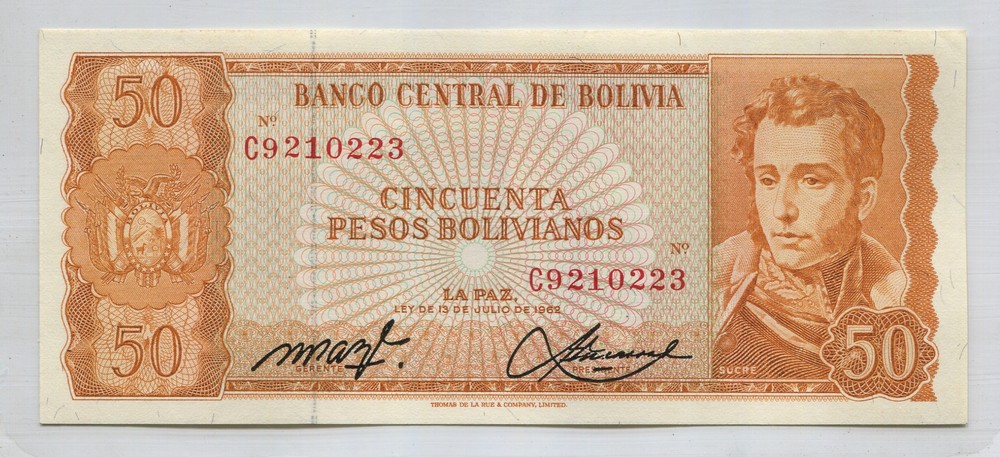 50
BANCO CENTRAL DE BOLIVIA
Nº
C9210223
CINCUENTA
PESOS BOLIVIANOS
Nº
C9210223
LA PAZ,
LEY DE 13 DE JULIO DE 1962
50
GERENTE
PRESIDENTE
SUCRE
50
THOMAS DE LA RUE & COMPANY, LIMITED.